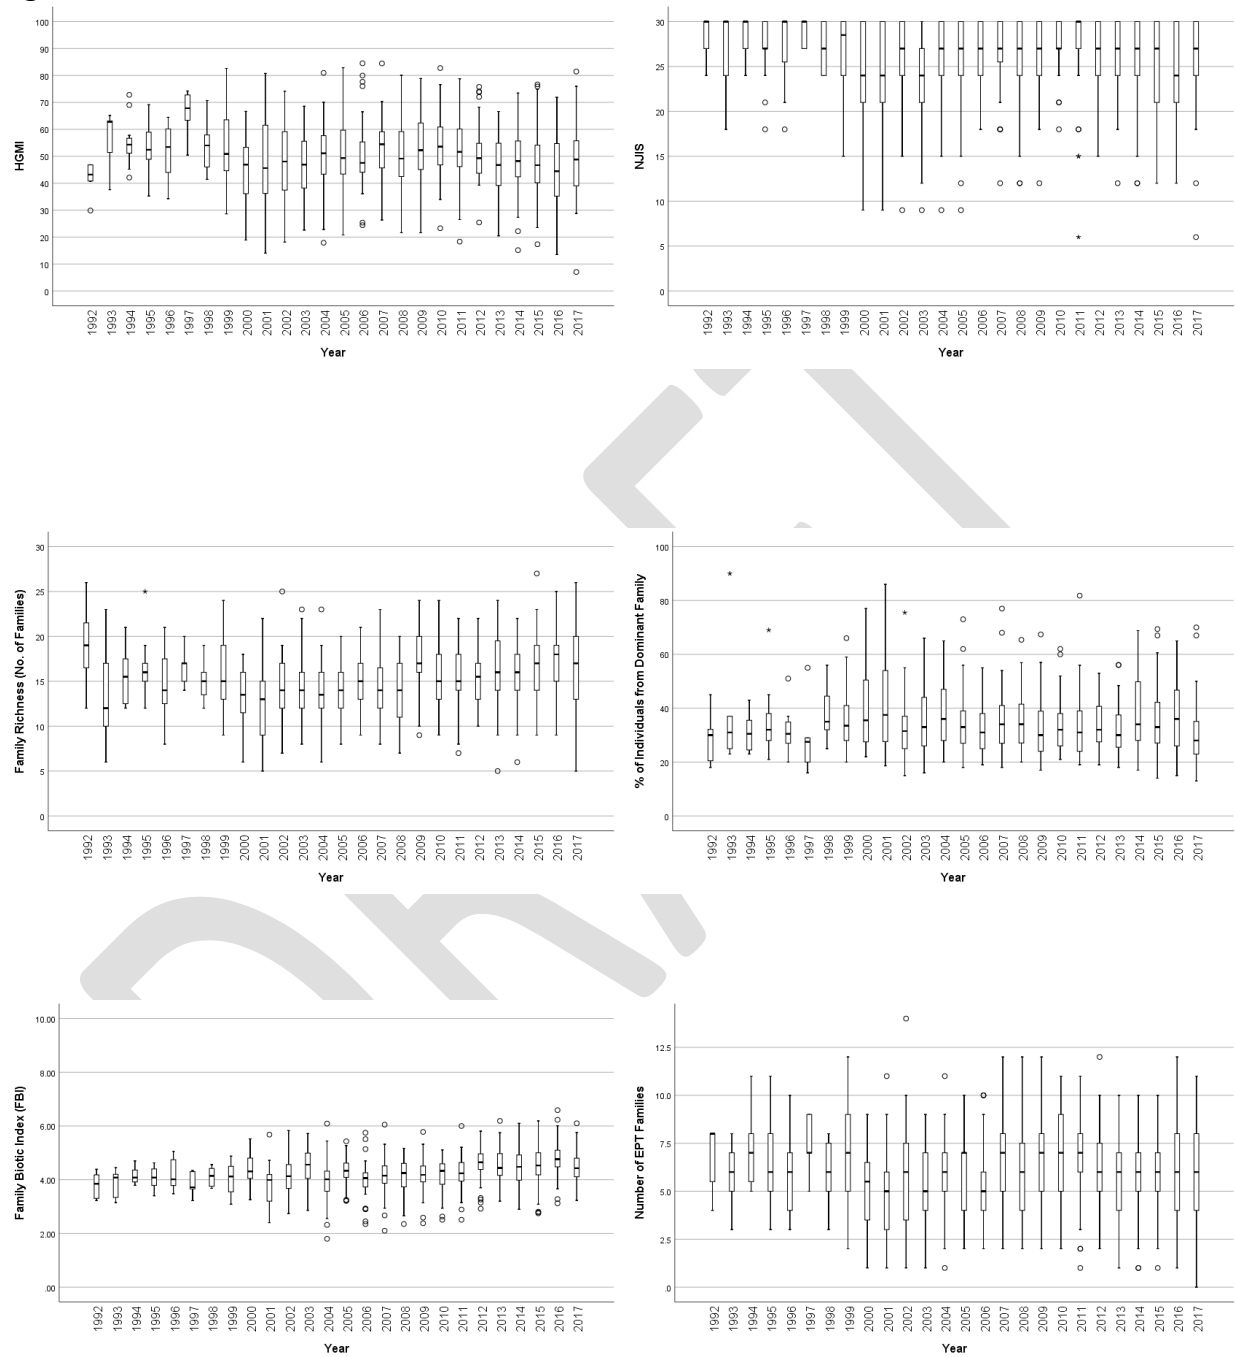 100
90
80
70
60
50
40
30
20
10
0
HGMI
1992 1993 1994 1995 1996 1997 1998 1999 2000 2001 2002 2003 2004 2005 2006 2007 2008 2009 2010 2011 2012 2013 2014 2015 2016 2017
Year
30
25
20
15
10
5
0
NJIS
1992 1993 1994 1995 1996 1997 1998 1999 2000 2001 2002 2003 2004 2005 2006 2007 2008 2009 2010 2011 2012 2013 2014 2015 2016 2017
Year
30
25
20
15
10
5
0
Family Richness (No. of Families)
1992 1993 1994 1995 1996 1997 1998 1999 2000 2001 2002 2003 2004 2005 2006 2007 2008 2009 2010 2011 2012 2013 2014 2015 2016 2017
Year
100
80
60
40
20
0
% of Individuals from Dominant Family
1992 1993 1994 1995 1996 1997 1998 1999 2000 2001 2002 2003 2004 2005 2006 2007 2008 2009 2010 2011 2012 2013 2014 2015 2016 2017
Year
10.00
8.00
6.00
4.00
2.00
.00
Family Biotic Index (FBI)
1992 1993 1994 1995 1996 1997 1998 1999 2000 2001 2002 2003 2004 2005 2006 2007 2008 2009 2010 2011 2012 2013 2014 2015 2016 2017
Year
12.5
10.0
7.5
5.0
2.5
.0
Number of EPT Families
1992 1993 1994 1995 1996 1997 1998 1999 2000 2001 2002 2003 2004 2005 2006 2007 2008 2009 2010 2011 2012 2013 2014 2015 2016 2017
Year